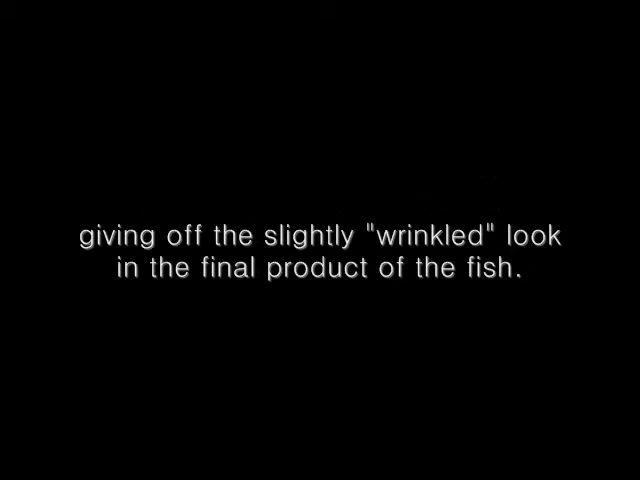 giving off the slightly "wrinkled" look
in the final product of the fish.